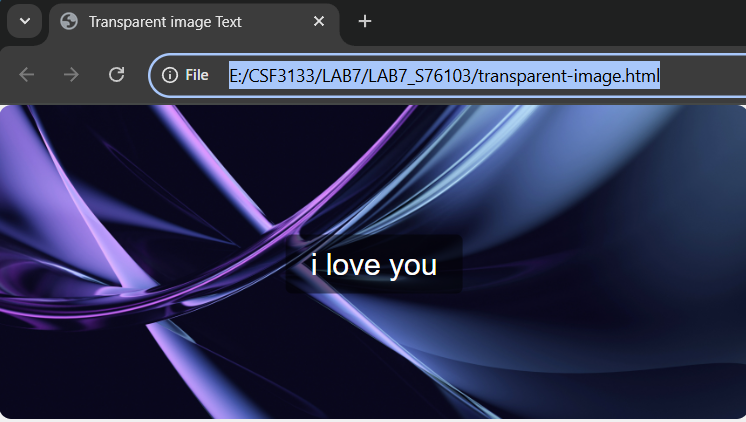 Transparent image Text
File E:/CSF3133/LAB7/LAB7_S76103/transparent-image.html
i love you